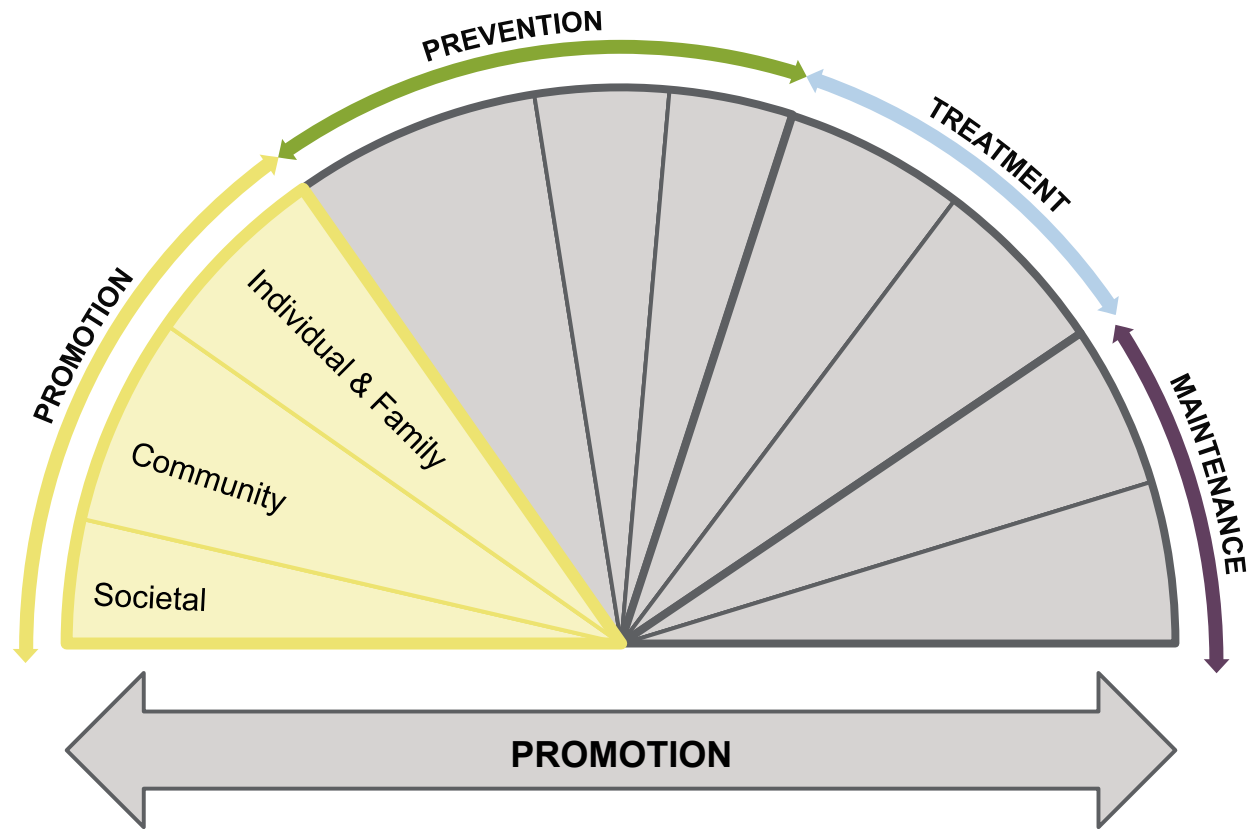 PREVENTION
TREATMENT
PROMOTION
MAINTENANCE
Individual & Family
Community
Societal
PROMOTION